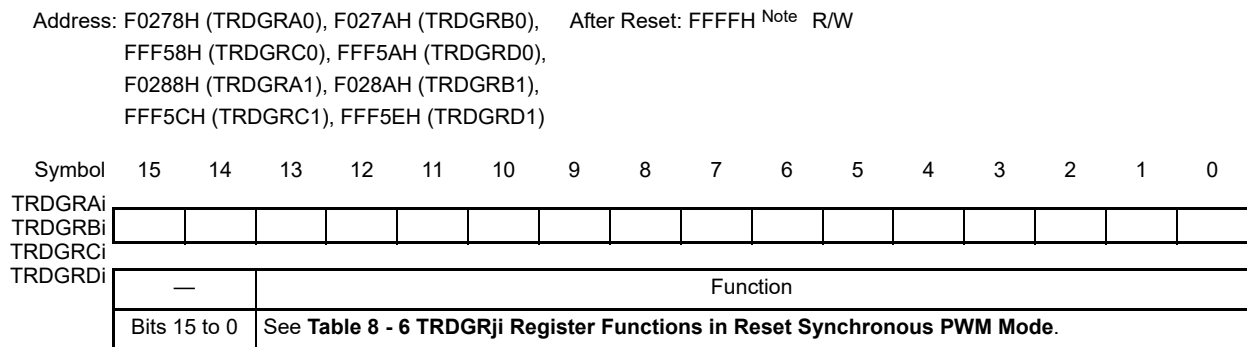 Address: F0278H (TRDGRA0), F027AH (TRDGRB0), After Reset: FFFFH Note R/W
FFF58H (TRDGRC0), FFF5AH (TRDGRD0),
F0288H (TRDGRA1), F028AH (TRDGRB1),
FFF5CH (TRDGRC1), FFF5EH (TRDGRD1)
Symbol 15 14 13 12 11 10 9 8 7 6 5 4 3 2 1 0
TRDGRAi
TRDGRBi
TRDGRCi
TRDGRDi
— Function
Bits 15 to 0 See Table 8 - 6 TRDGRji Register Functions in Reset Synchronous PWM Mode.